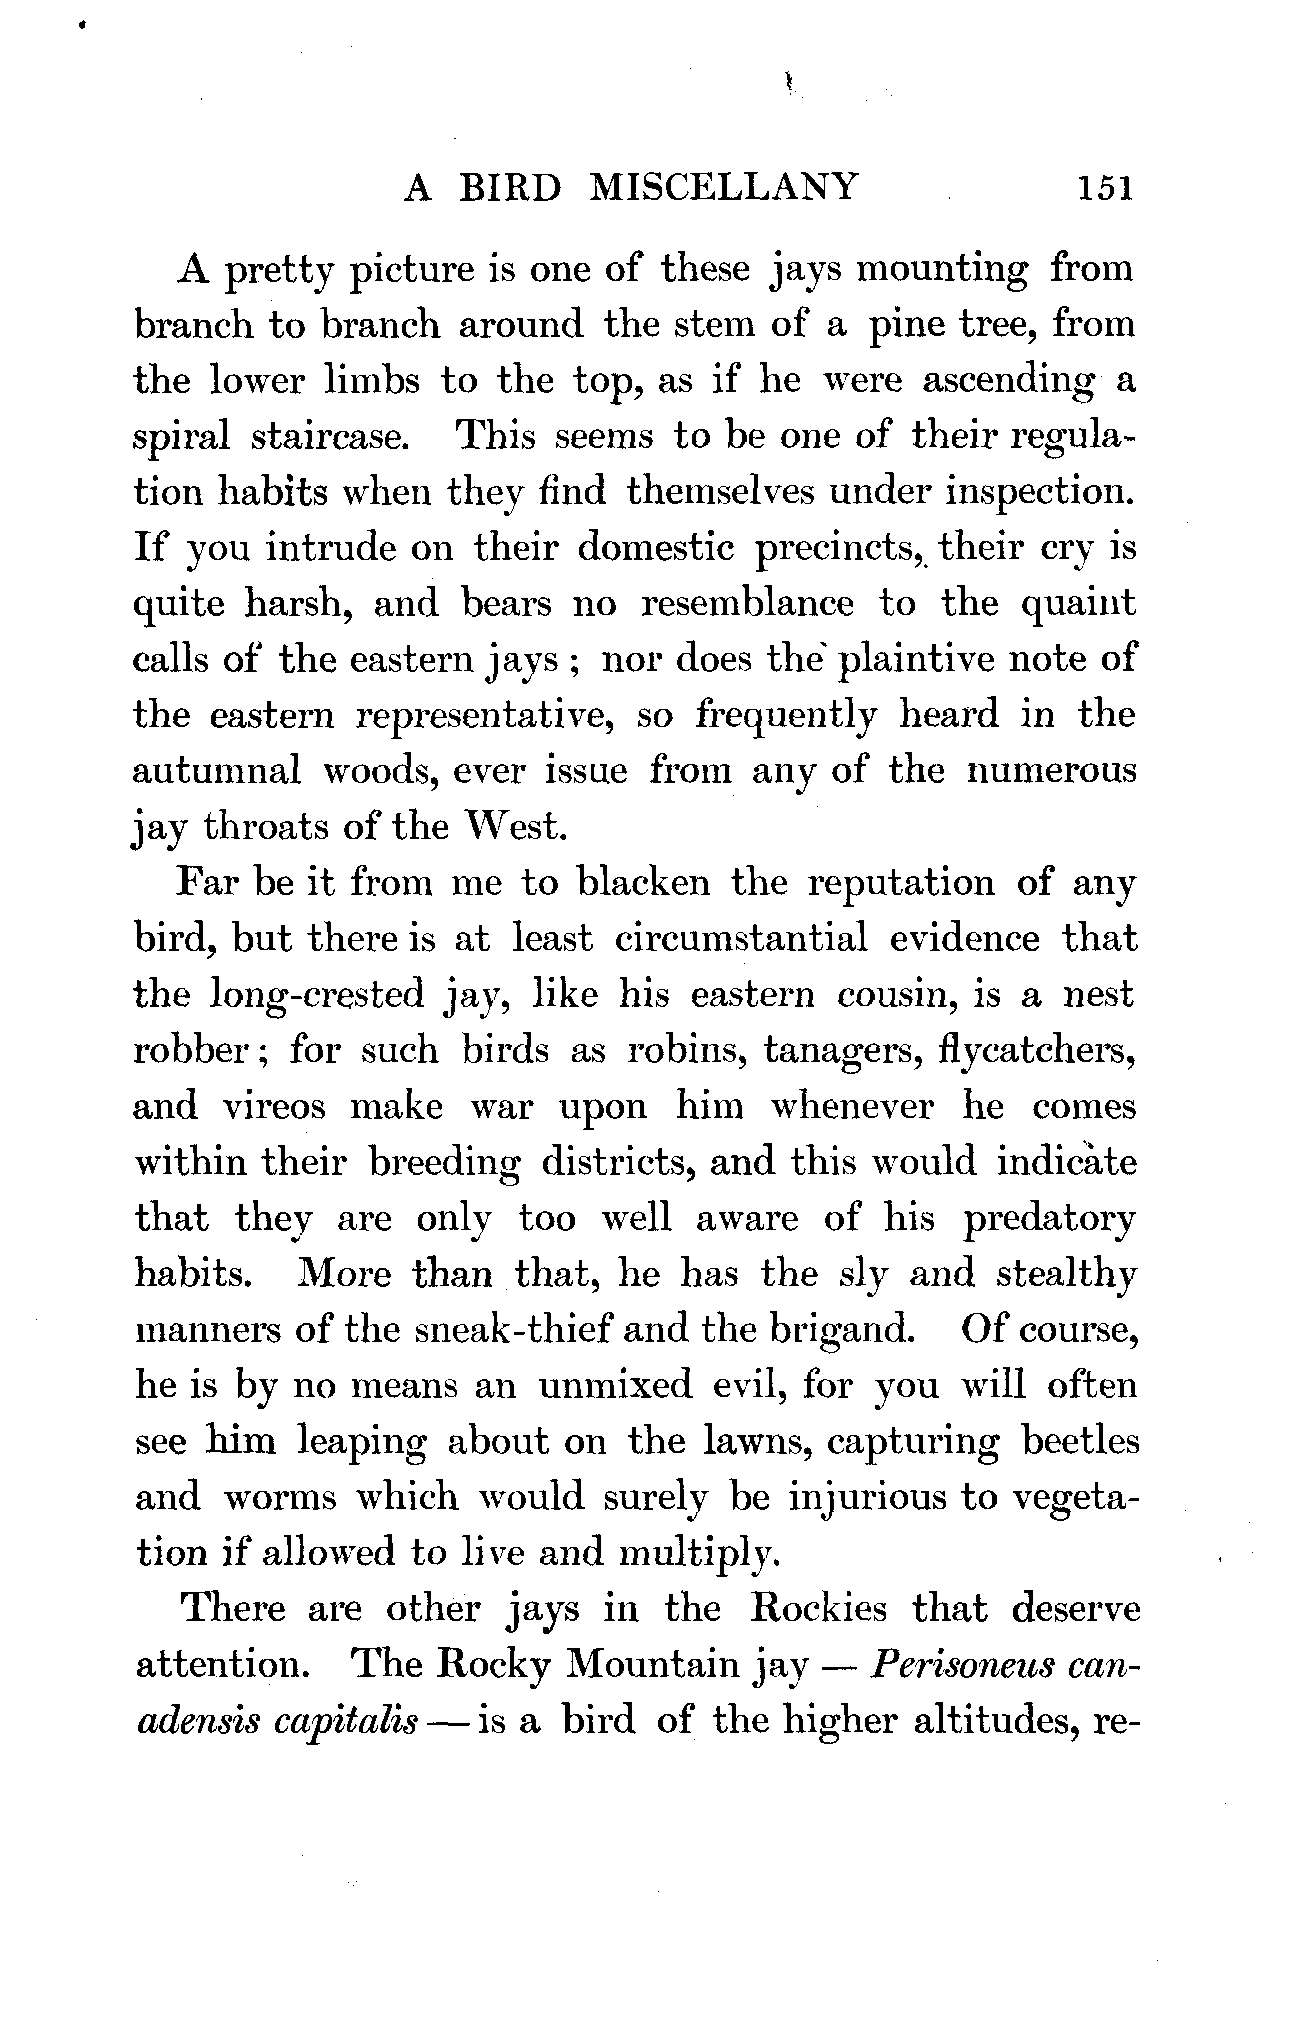 A BIRD MISCELLANY 151
A pretty picture is one of these jays mounting from
branch to branch around the stem of a pine tree, from
the lower limbs to the top, as if he were ascending a
spiral staircase. This seems to be one of their regula-
tion habits when they find themselves under inspection.
If you intrude on their domestic precincts, their cry is
quite harsh, and bears no resemblance to the quaint
calls of the eastern jays; nor does the plaintive note of
the eastern representative, so frequently heard in the
autumnal woods, ever issue from any of the numerous
jay throats of the West.
Far be it from me to blacken the reputation of any
bird, but there is at least circumstantial evidence that
the long-crested jay, like his eastern cousin, is a nest
robber; for such birds as robins, tanagers, flycatchers,
and vireos make war upon him whenever he comes
within their breeding districts, and this would indicate
that they are only too well aware of his predatory
habits. More than that, he has the sly and stealthy
manners of the sneak-thief and the brigand. Of course,
he is by no means an unmixed evil, for you will often
see him leaping about on the lawns, capturing beetles
and worms which would surely be injurious to vegeta-
tion if allowed to live and multiply.
There are other jays in the Rockies that deserve
attention. The Rocky Mountain jay — Perisoneus can-
adensis capitalis — is a bird of the higher altitudes, re-